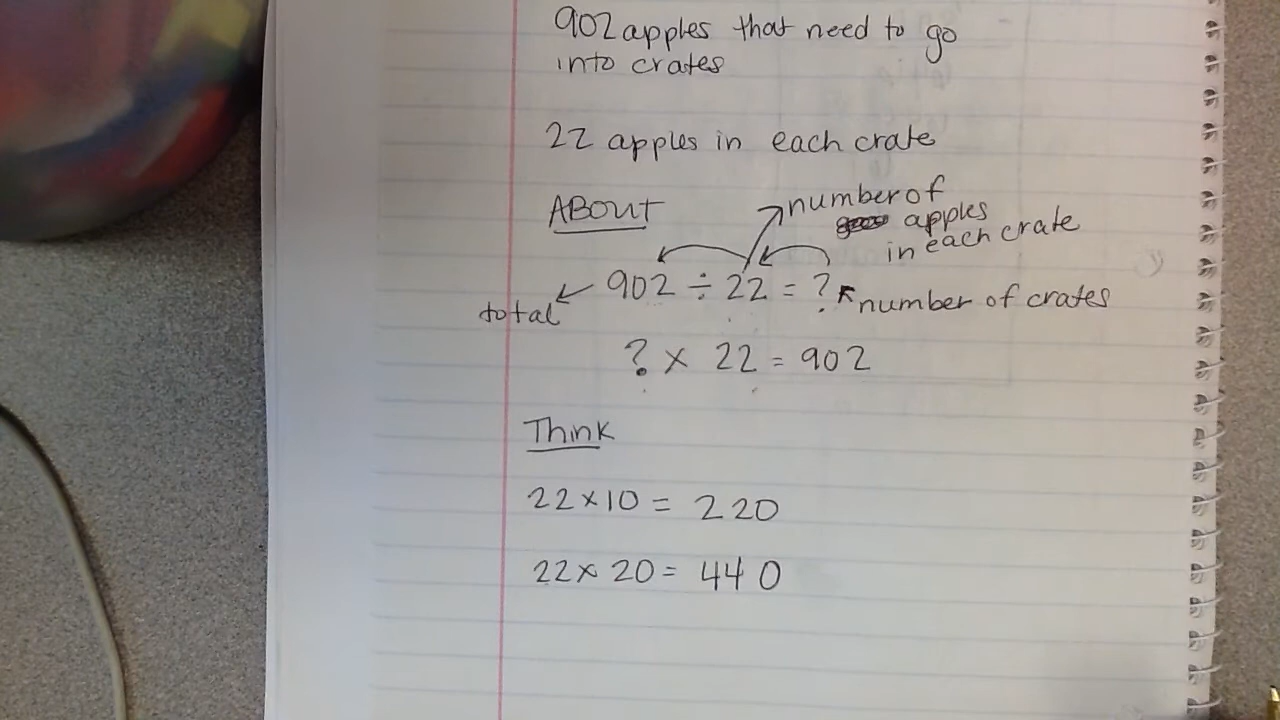 902 apples that need to go
into crates
22 apples in each crate
ABOUT
number of
apples
in each crate
902 ÷ 22 = ?
number of crates
total
? × 22 = 902
Think
22 × 10 = 220
22 × 20 = 440